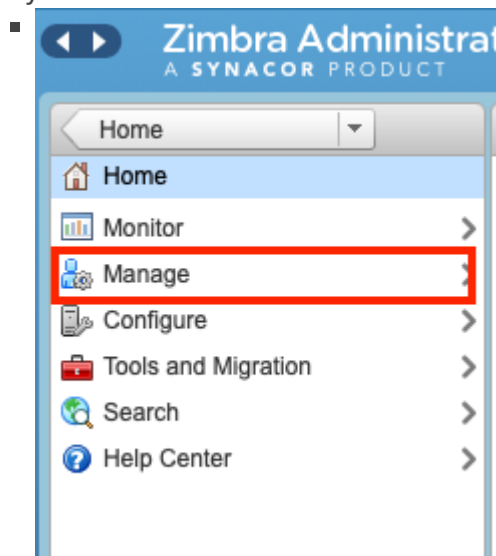 Zimbra Administrat
A SYNACOR PRODUCT
Home
Home
Monitor
Manage
Configure
Tools and Migration
Search
Help Center